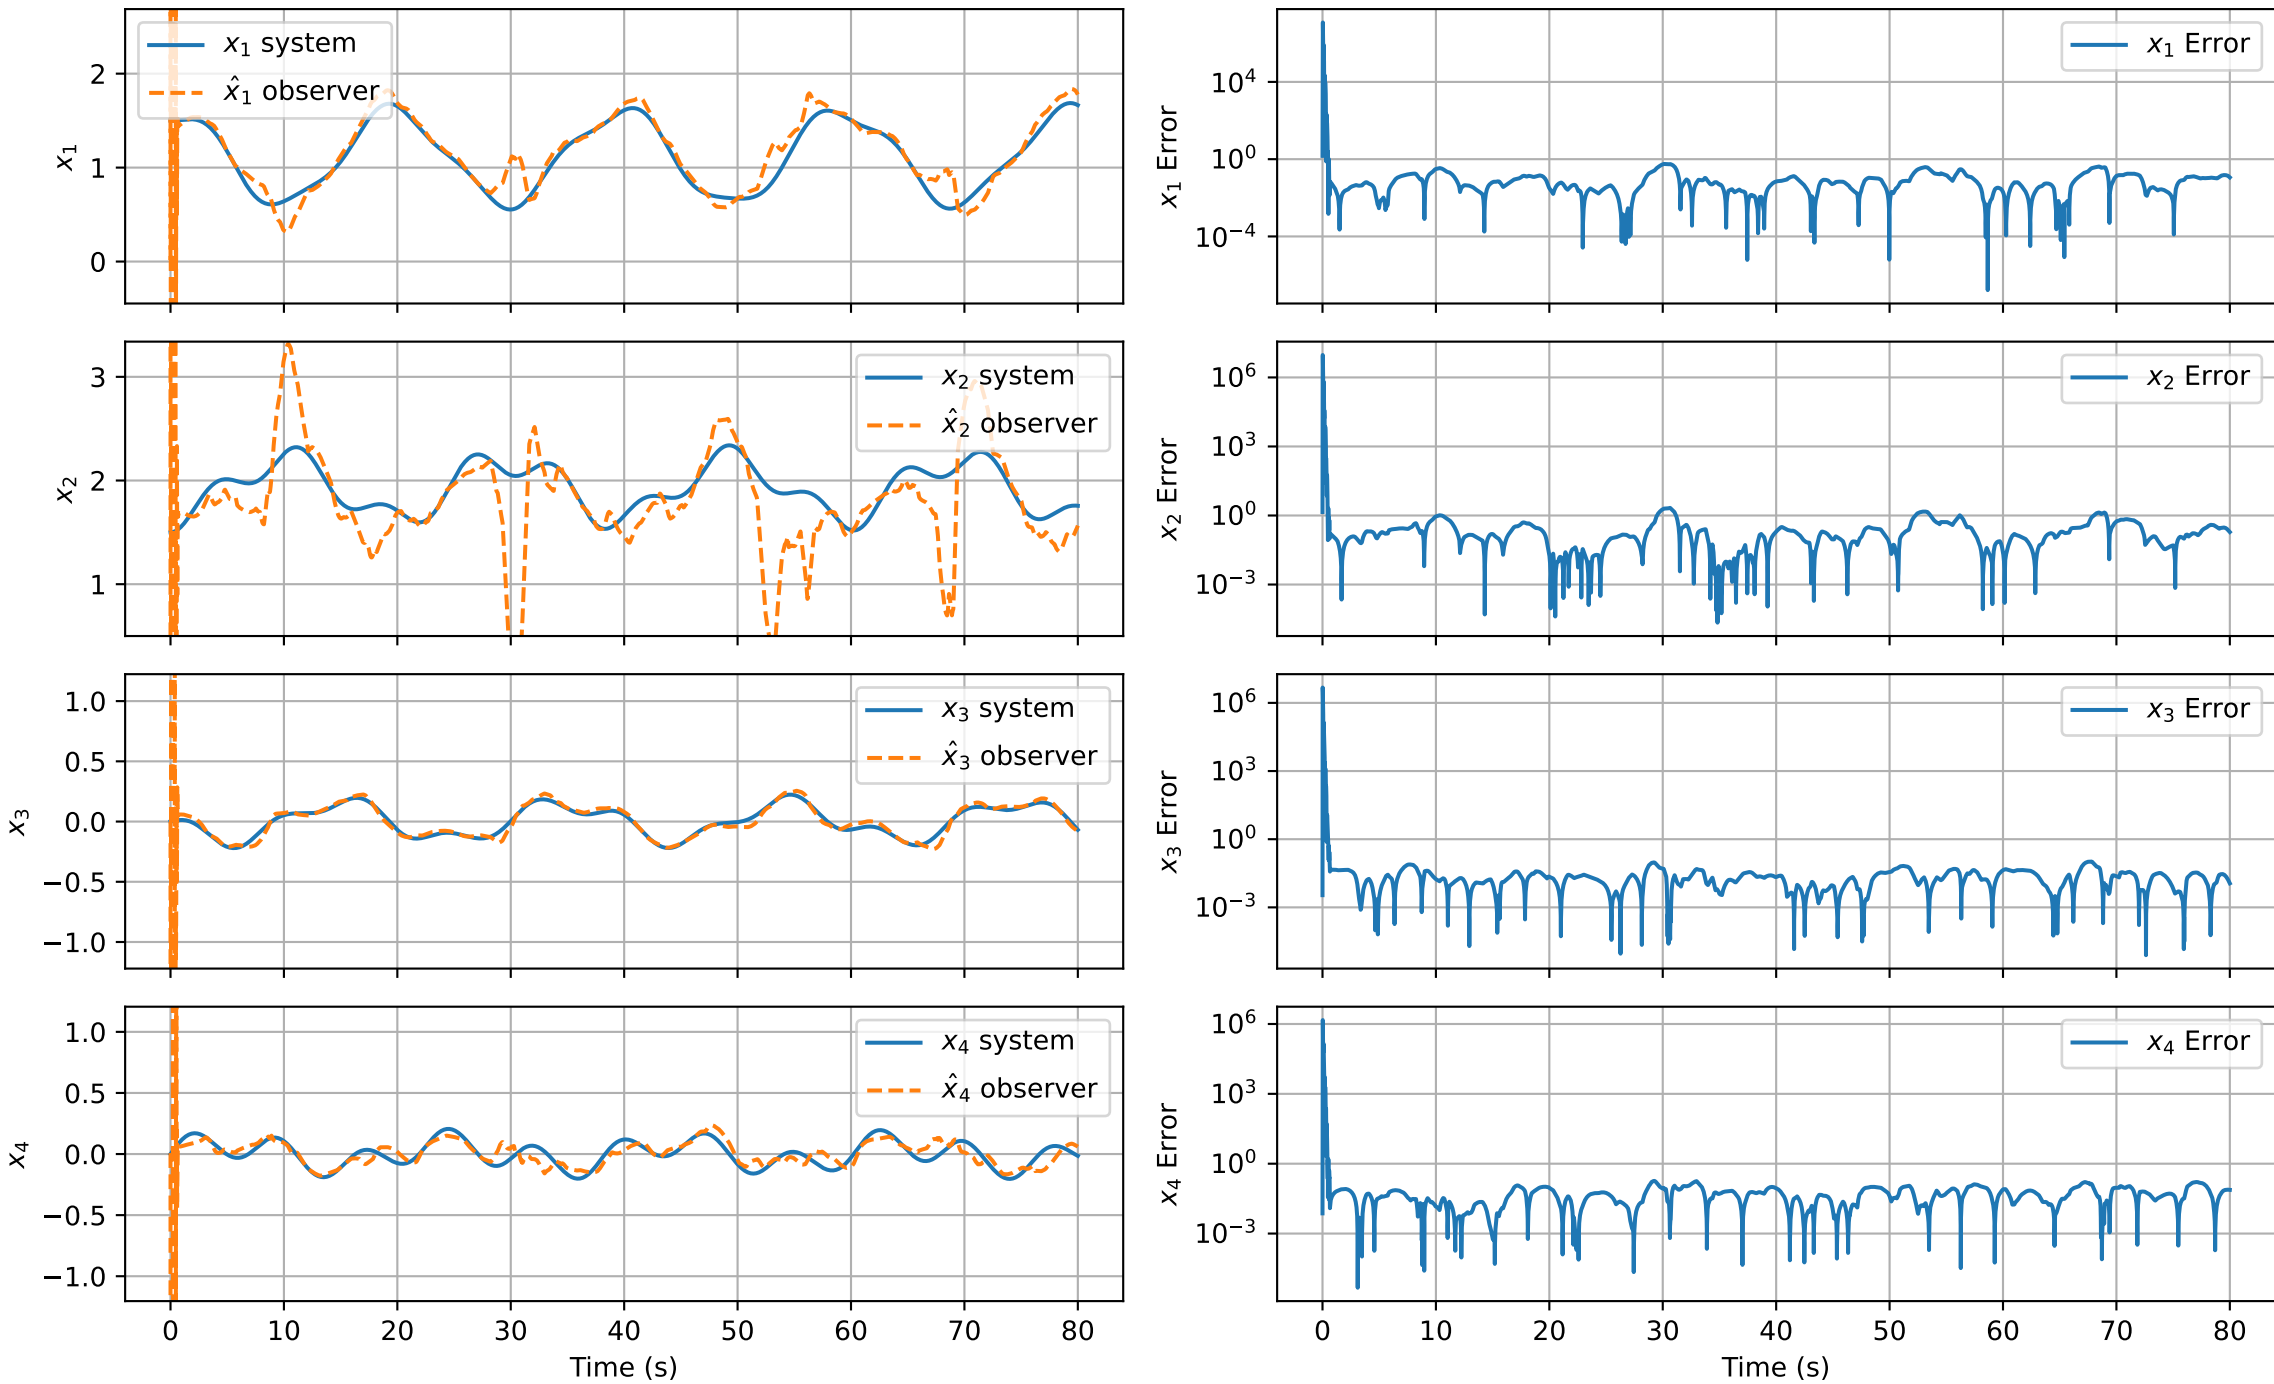 x₁ system
x̂₁ observer
2
1
0
x₁
x₁ Error
10⁴
10⁰
10⁻⁴
x₁ Error
x₂ system
x̂₂ observer
3
2
1
x₂
x₂ Error
10⁶
10³
10⁰
10⁻³
x₂ Error
x₃ system
x̂₃ observer
1.0
0.5
0.0
−0.5
−1.0
x₃
x₃ Error
10⁶
10³
10⁰
10⁻³
x₃ Error
x₄ system
x̂₄ observer
1.0
0.5
0.0
−0.5
−1.0
x₄
0 10 20 30 40 50 60 70 80
Time (s)
x₄ Error
10⁶
10³
10⁰
10⁻³
x₄ Error
0 10 20 30 40 50 60 70 80
Time (s)